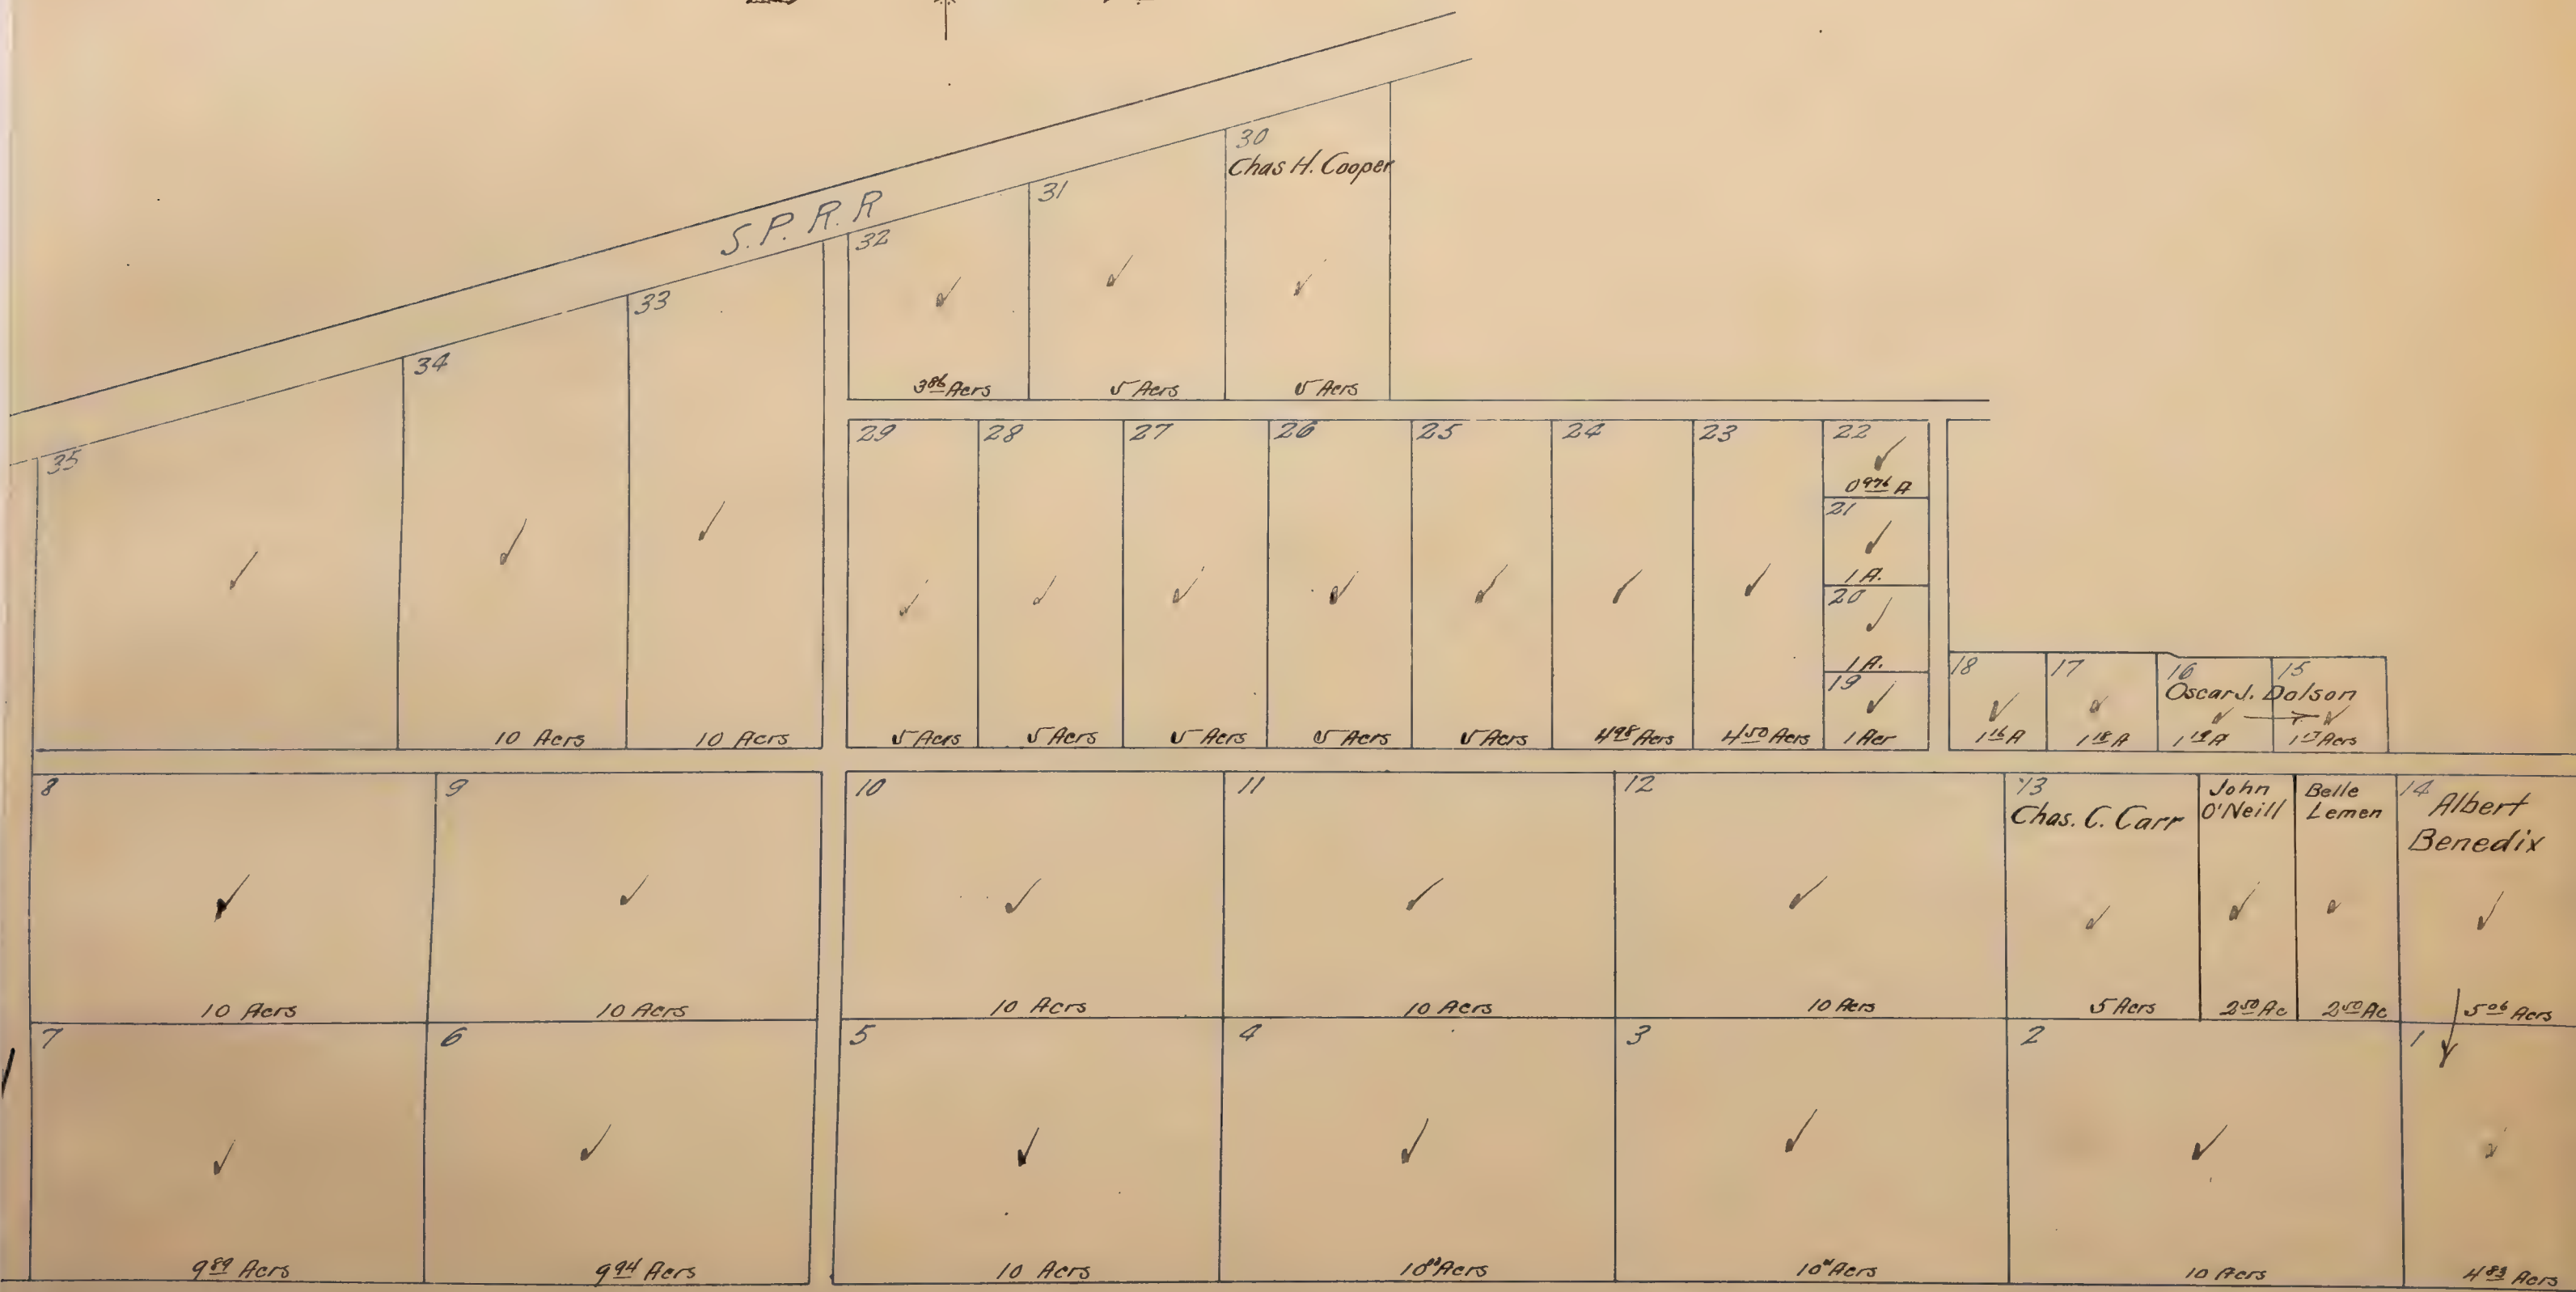 S. P. R. R
30
Chas H. Cooper
5 Acrs
31
5 Acrs
32
3 86 Acrs
33
10 Acrs
34
10 Acrs
35
29
5 Acrs
28
5 Acrs
27
5 Acrs
26
5 Acrs
25
5 Acrs
24
4 98 Acrs
23
4 50 Acrs
22
0 976 A
21
1 A.
20
1 A.
19
1 Acr
18
1 16 A
17
1 18 A
16
15
Oscar J. Dolson
1 19 A
1 17 Acrs
8
10 Acrs
9
10 Acrs
10
10 Acrs
11
10 Acrs
12
10 Acrs
13
Chas. C. Carr
5 Acrs
John
O'Neill
2 50 Ac
Belle
Lemen
2 50 Ac
14
Albert
Benedix
5 06 Acrs
7
9 89 Acrs
6
9 94 Acrs
5
10 Acrs
4
Acrs
3
Acrs
2
10 Acrs
1
4 83 Acrs